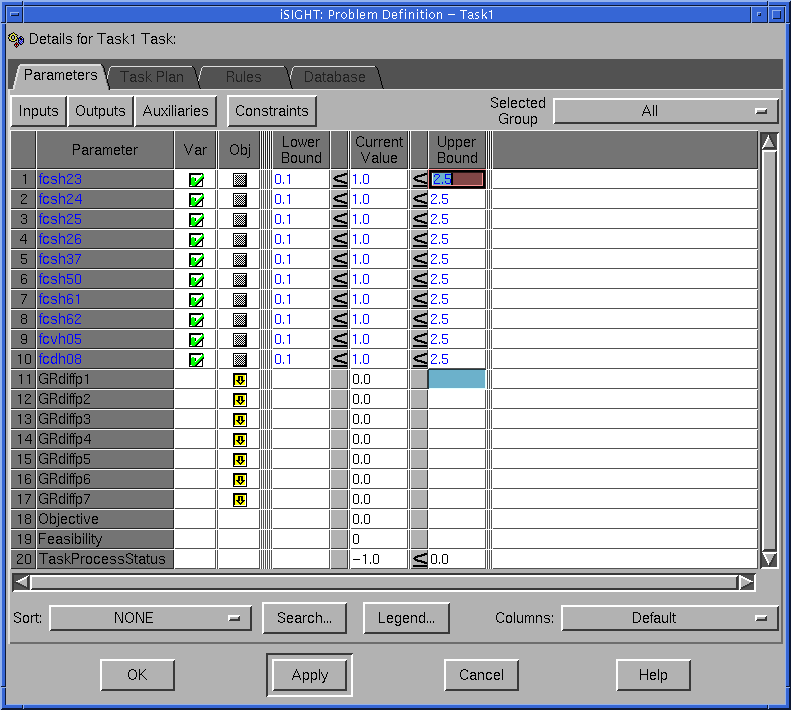 iSIGHT: Problem Definition – Task1
Details for Task1 Task:
Parameters Task Plan Rules Database
Inputs Outputs Auxiliaries Constraints Selected Group All
Parameter Var Obj Lower Bound Current Value Upper Bound
1 fcsh23 0.1 ≤ 1.0 ≤ 2.5
2 fcsh24 0.1 ≤ 1.0 ≤ 2.5
3 fcsh25 0.1 ≤ 1.0 ≤ 2.5
4 fcsh26 0.1 ≤ 1.0 ≤ 2.5
5 fcsh37 0.1 ≤ 1.0 ≤ 2.5
6 fcsh50 0.1 ≤ 1.0 ≤ 2.5
7 fcsh61 0.1 ≤ 1.0 ≤ 2.5
8 fcsh62 0.1 ≤ 1.0 ≤ 2.5
9 fcvh05 0.1 ≤ 1.0 ≤ 2.5
10 fcdh08 0.1 ≤ 1.0 ≤ 2.5
11 GRdiffp1 0.0
12 GRdiffp2 0.0
13 GRdiffp3 0.0
14 GRdiffp4 0.0
15 GRdiffp5 0.0
16 GRdiffp6 0.0
17 GRdiffp7 0.0
18 Objective 0.0
19 Feasibility 0
20 TaskProcessStatus −1.0 ≤ 0.0
Sort: NONE Search... Legend... Columns: Default
OK Apply Cancel Help